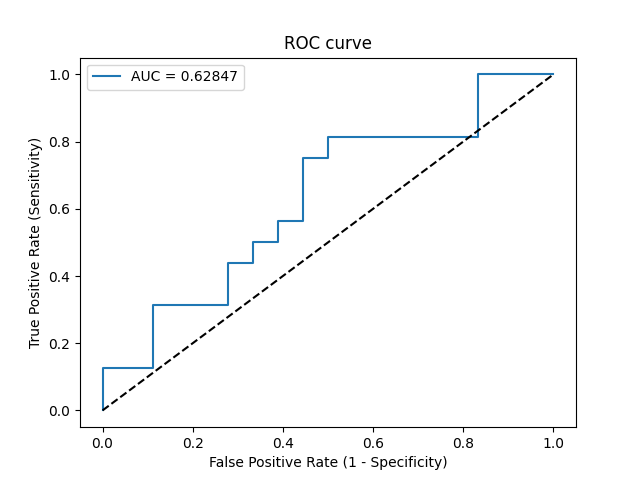 ROC curve
AUC = 0.62847
True Positive Rate (Sensitivity)
1.0
0.8
0.6
0.4
0.2
0.0
0.0 0.2 0.4 0.6 0.8 1.0
False Positive Rate (1 - Specificity)